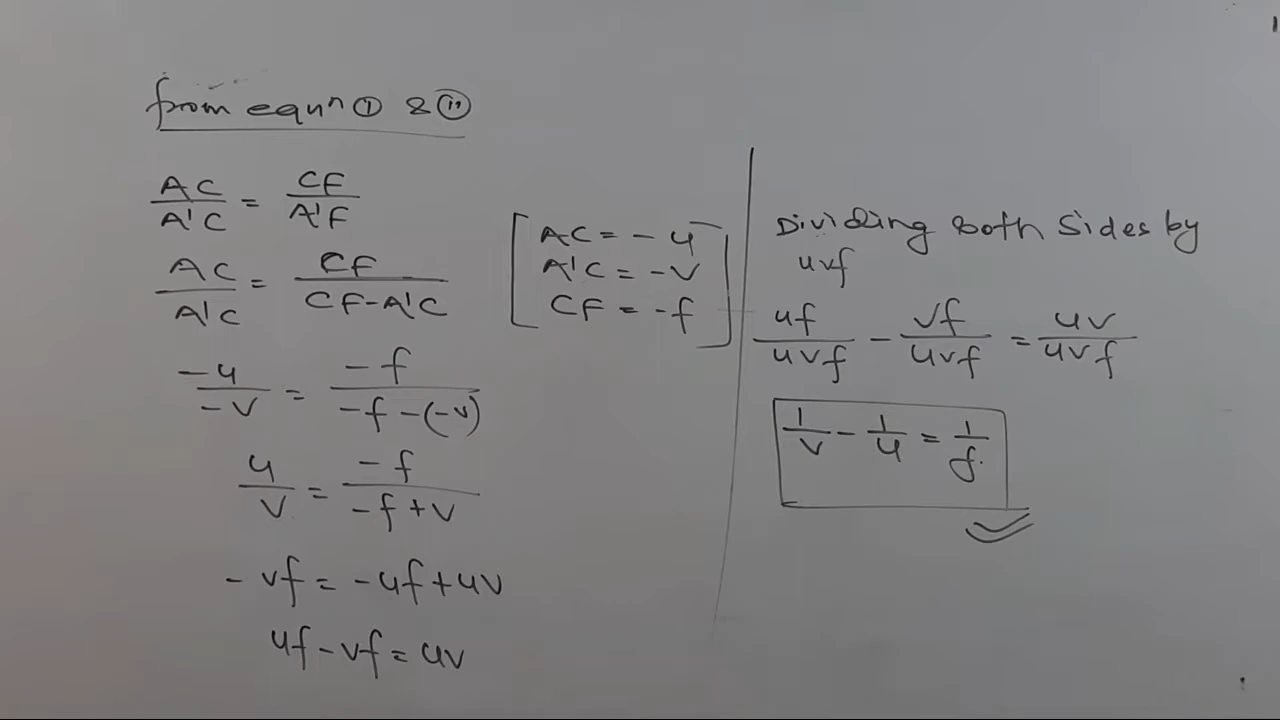 from equn ① & ⑪
AC/A'C = CF/A'F
AC/A'C = CF/CF-A'C
-u/-v = -f/-f-(-v)
u/v = -f/-f+v
-vf = -uf+uv
uf-vf = uv
AC = -u
A'C = -v
CF = -f
Dividing Both Sides by
uvf
uf/uvf - vf/uvf = uv/uvf
1/v - 1/u = 1/f.